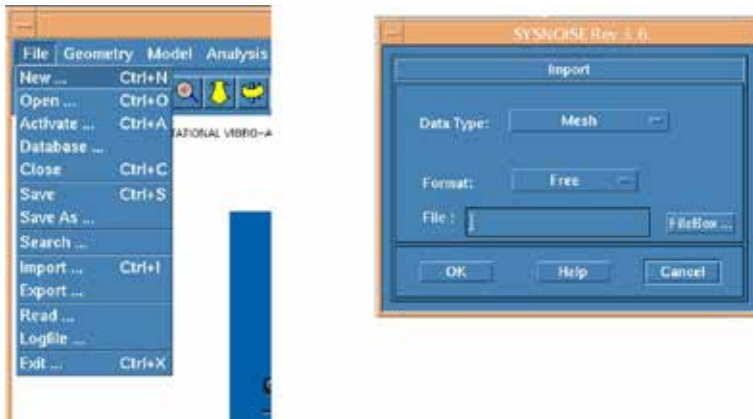 File Geometry Model Analysis
New ... Ctrl+N
Open ... Ctrl+O
Activate ... Ctrl+A
Database ...
Close Ctrl+C
Save Ctrl+S
Save As ...
Search ...
Import ... Ctrl+I
Export ...
Read ...
Logfile ...
Exit ... Ctrl+X
TATIONAL VIBRO-A
SYSNOISE Rev 5.6
Import
Data Type: Mesh
Format: Free
File : FileBox ...
OK Help Cancel